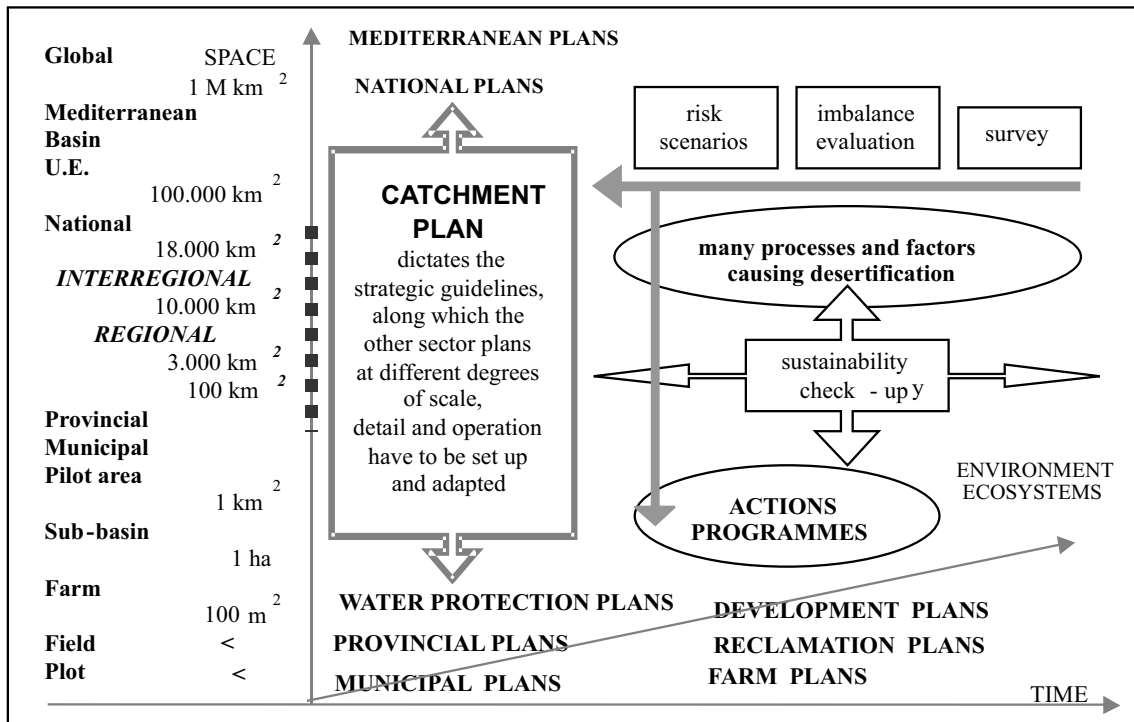 Global SPACE
1 M km 2
Mediterranean
Basin
U.E.
100.000 km 2
National
18.000 km 2
INTERREGIONAL
10.000 km 2
REGIONAL
3.000 km 2
100 km 2
Provincial
Municipal
Pilot area
1 km 2
Sub-basin
1 ha
Farm
100 m 2
Field <
Plot <
MEDITERRANEAN PLANS
NATIONAL PLANS
CATCHMENT
PLAN
dictates the
strategic guidelines,
along which the
other sector plans
at different degrees
of scale,
detail and operation
have to be set up
and adapted
WATER PROTECTION PLANS
PROVINCIAL PLANS
MUNICIPAL PLANS
risk
scenarios
imbalance
evaluation
survey
many processes and factors
causing desertification
sustainability
check - up y
ACTIONS
PROGRAMMES
ENVIRONMENT
ECOSYSTEMS
DEVELOPMENT PLANS
RECLAMATION PLANS
FARM PLANS
TIME